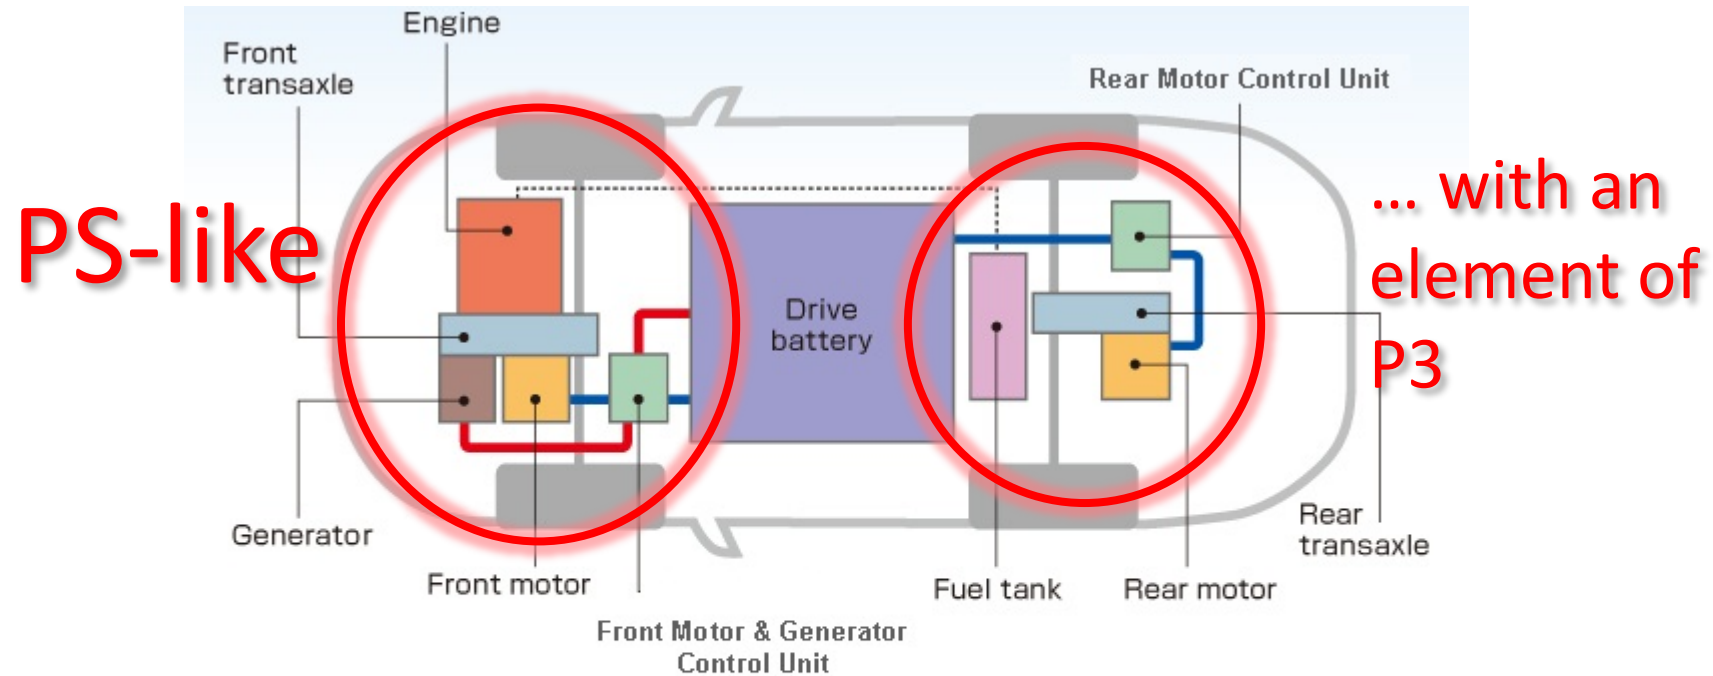 Engine
Front
transaxle
Rear Motor Control Unit
PS-like
... with an
element of
P3
Drive
battery
Generator
Front motor
Front Motor & Generator
Control Unit
Fuel tank
Rear motor
Rear
transaxle